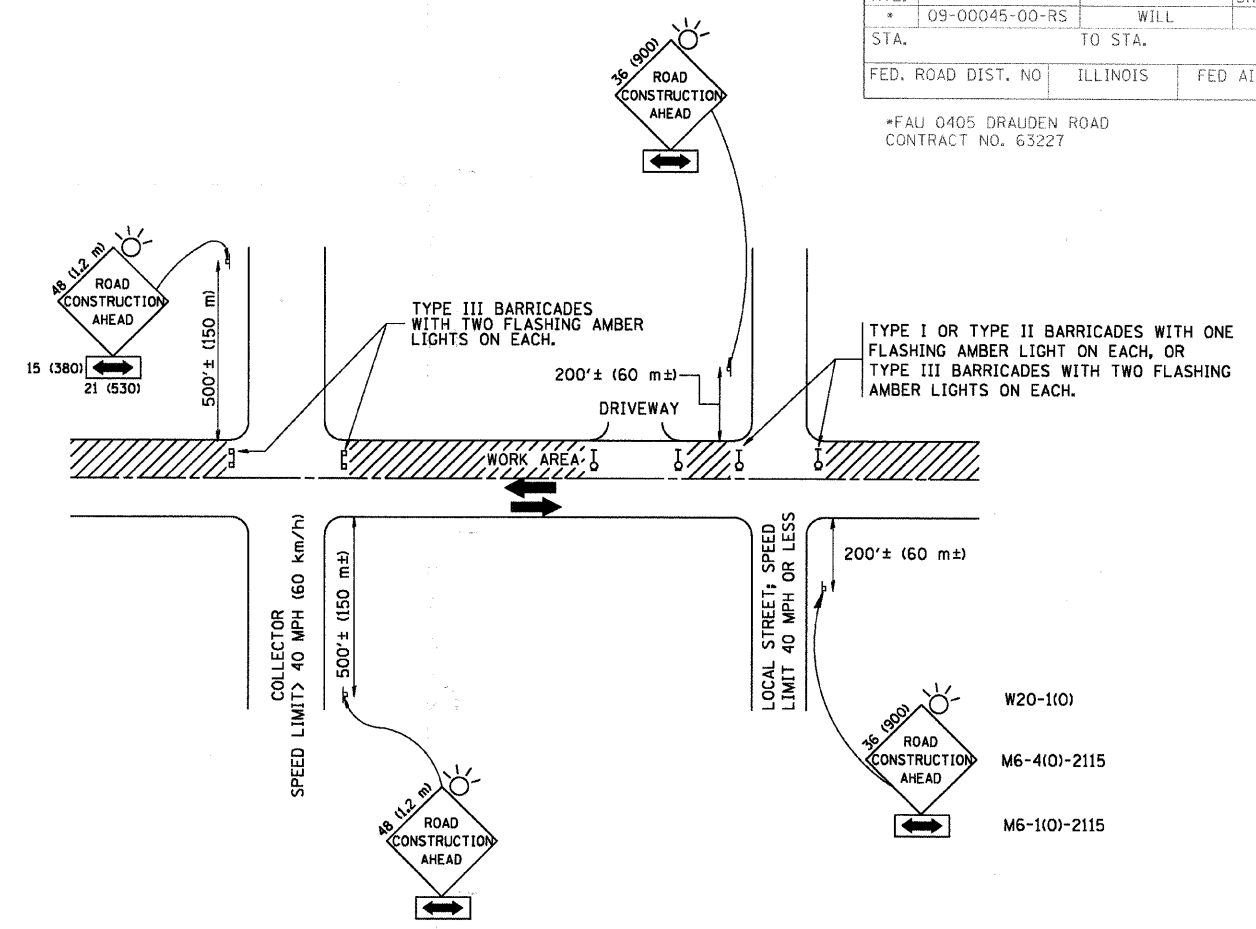 * 09-00045-00-RS WILL
STA. TO STA.
FED. ROAD DIST. NO ILLINOIS FED AI
*FAU 0405 DRAUDEN ROAD
CONTRACT NO. 63227
36 (900)
ROAD
CONSTRUCTION
AHEAD
48 (1.2 m)
ROAD
CONSTRUCTION
AHEAD
15 (380)
21 (530)
500'± (150 m)
TYPE III BARRICADES
WITH TWO FLASHING AMBER
LIGHTS ON EACH.
200'± (60 m±)
DRIVEWAY
TYPE I OR TYPE II BARRICADES WITH ONE
FLASHING AMBER LIGHT ON EACH, OR
TYPE III BARRICADES WITH TWO FLASHING
AMBER LIGHTS ON EACH.
WORK AREA
COLLECTOR
SPEED LIMIT> 40 MPH (60 km/h)
500'± (150 m±)
LOCAL STREET; SPEED
LIMIT 40 MPH OR LESS
200'± (60 m±)
48 (1.2 m)
ROAD
CONSTRUCTION
AHEAD
36 (900)
ROAD
CONSTRUCTION
AHEAD
W20-1(O)
M6-4(O)-2115
M6-1(O)-2115